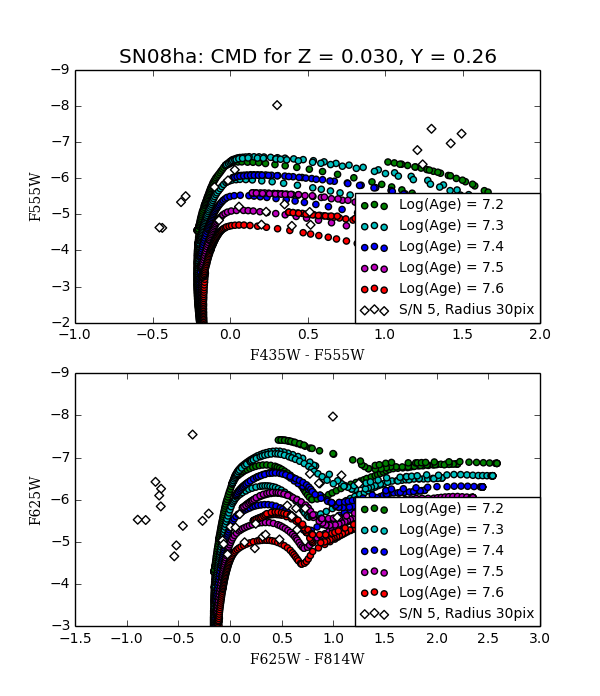 SN08ha: CMD for Z = 0.030, Y = 0.26
−9
−8
−7
−6
−5
−4
−3
−2
F555W
Log(Age) = 7.2
Log(Age) = 7.3
Log(Age) = 7.4
Log(Age) = 7.5
Log(Age) = 7.6
S/N 5, Radius 30pix
−1.0 −0.5 0.0 0.5 1.0 1.5 2.0
F435W - F555W
−9
−8
−7
−6
−5
−4
−3
F625W
Log(Age) = 7.2
Log(Age) = 7.3
Log(Age) = 7.4
Log(Age) = 7.5
Log(Age) = 7.6
S/N 5, Radius 30pix
−1.5 −1.0 −0.5 0.0 0.5 1.0 1.5 2.0 2.5 3.0
F625W - F814W